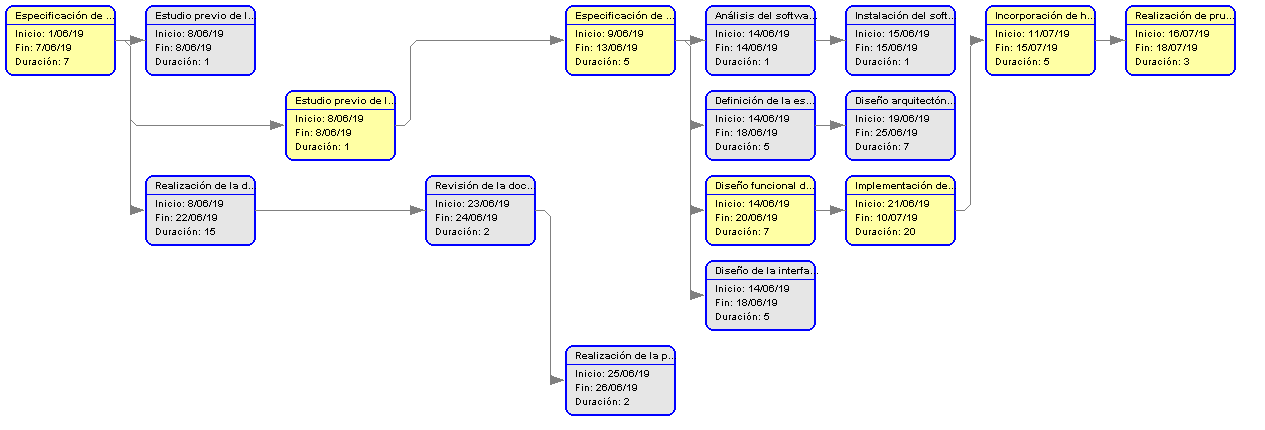 Especificación de ...
Inicio: 1/06/19
Fin: 7/06/19
Duración: 7
Estudio previo de l...
Inicio: 8/06/19
Fin: 8/06/19
Duración: 1
Especificación de ...
Inicio: 9/06/19
Fin: 13/06/19
Duración: 5
Análisis del softwa...
Inicio: 14/06/19
Fin: 14/06/19
Duración: 1
Instalación del soft...
Inicio: 15/06/19
Fin: 15/06/19
Duración: 1
Incorporación de h...
Inicio: 11/07/19
Fin: 15/07/19
Duración: 5
Realización de pru...
Inicio: 16/07/19
Fin: 18/07/19
Duración: 3
Estudio previo de l...
Inicio: 8/06/19
Fin: 8/06/19
Duración: 1
Definición de la es...
Inicio: 14/06/19
Fin: 18/06/19
Duración: 5
Diseño arquitectón...
Inicio: 19/06/19
Fin: 25/06/19
Duración: 7
Realización de la d...
Inicio: 8/06/19
Fin: 22/06/19
Duración: 15
Revisión de la doc...
Inicio: 23/06/19
Fin: 24/06/19
Duración: 2
Diseño funcional d...
Inicio: 14/06/19
Fin: 20/06/19
Duración: 7
Implementación de...
Inicio: 21/06/19
Fin: 10/07/19
Duración: 20
Diseño de la interfa...
Inicio: 14/06/19
Fin: 18/06/19
Duración: 5
Realización de la p...
Inicio: 25/06/19
Fin: 26/06/19
Duración: 2